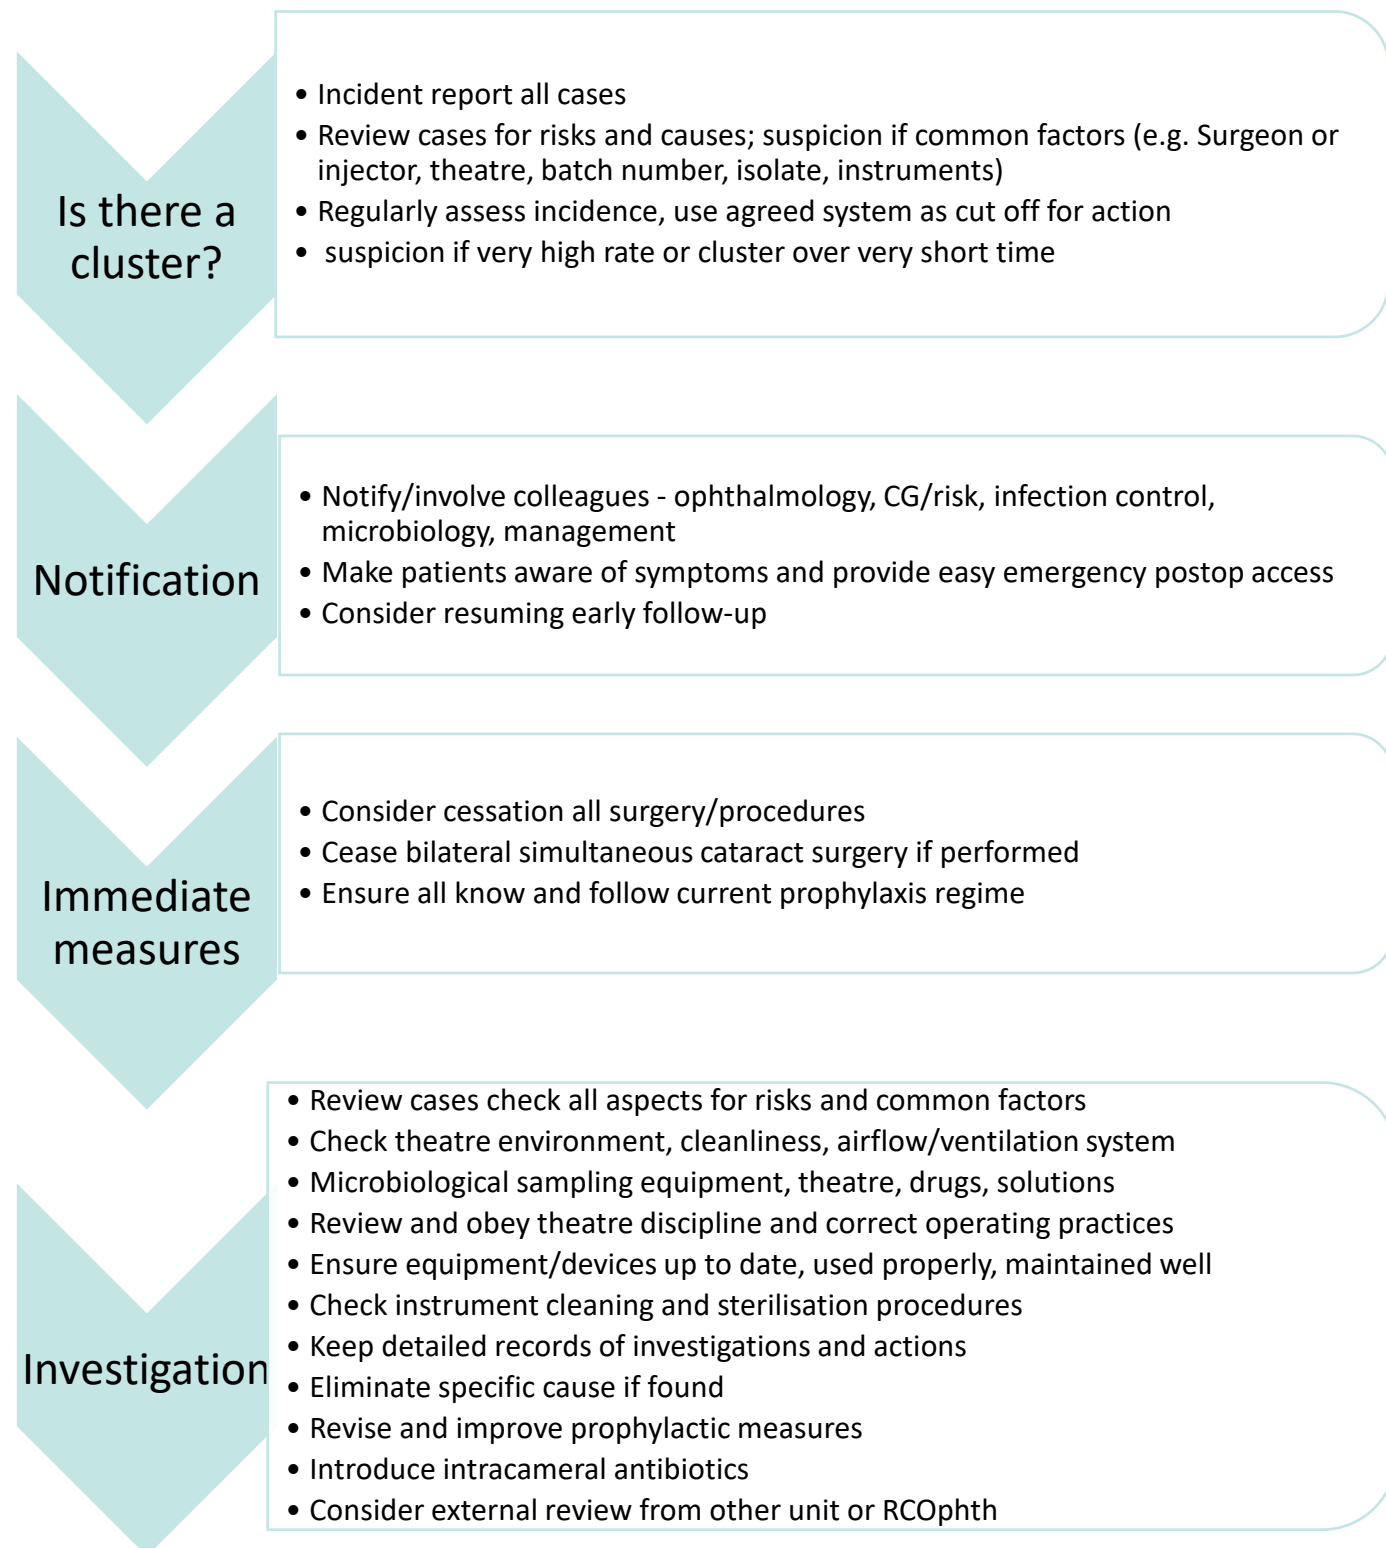 Is there a
cluster?
• Incident report all cases
• Review cases for risks and causes; suspicion if common factors (e.g. Surgeon or
injector, theatre, batch number, isolate, instruments)
• Regularly assess incidence, use agreed system as cut off for action
• suspicion if very high rate or cluster over very short time
Notification
• Notify/involve colleagues - ophthalmology, CG/risk, infection control,
microbiology, management
• Make patients aware of symptoms and provide easy emergency postop access
• Consider resuming early follow-up
Immediate
measures
• Consider cessation all surgery/procedures
• Cease bilateral simultaneous cataract surgery if performed
• Ensure all know and follow current prophylaxis regime
Investigation
• Review cases check all aspects for risks and common factors
• Check theatre environment, cleanliness, airflow/ventilation system
• Microbiological sampling equipment, theatre, drugs, solutions
• Review and obey theatre discipline and correct operating practices
• Ensure equipment/devices up to date, used properly, maintained well
• Check instrument cleaning and sterilisation procedures
• Keep detailed records of investigations and actions
• Eliminate specific cause if found
• Revise and improve prophylactic measures
• Introduce intracameral antibiotics
• Consider external review from other unit or RCOphth